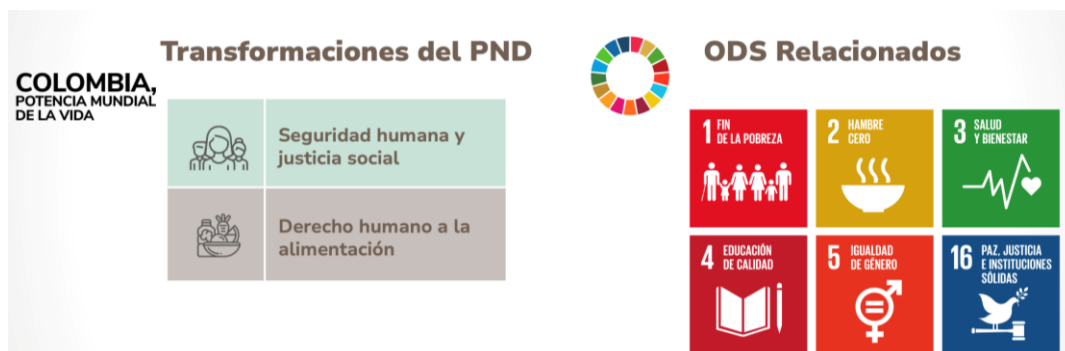 Transformaciones del PND
COLOMBIA,
POTENCIA MUNDIAL
DE LA VIDA
Seguridad humana y
justicia social
Derecho humano a la
alimentación
ODS Relacionados
1 FIN
DE LA POBREZA
2 HAMBRE
CERO
3 SALUD
Y BIENESTAR
4 EDUCACIÓN
DE CALIDAD
5 IGUALDAD
DE GÉNERO
16 PAZ, JUSTICIA
E INSTITUCIONES
SÓLIDAS